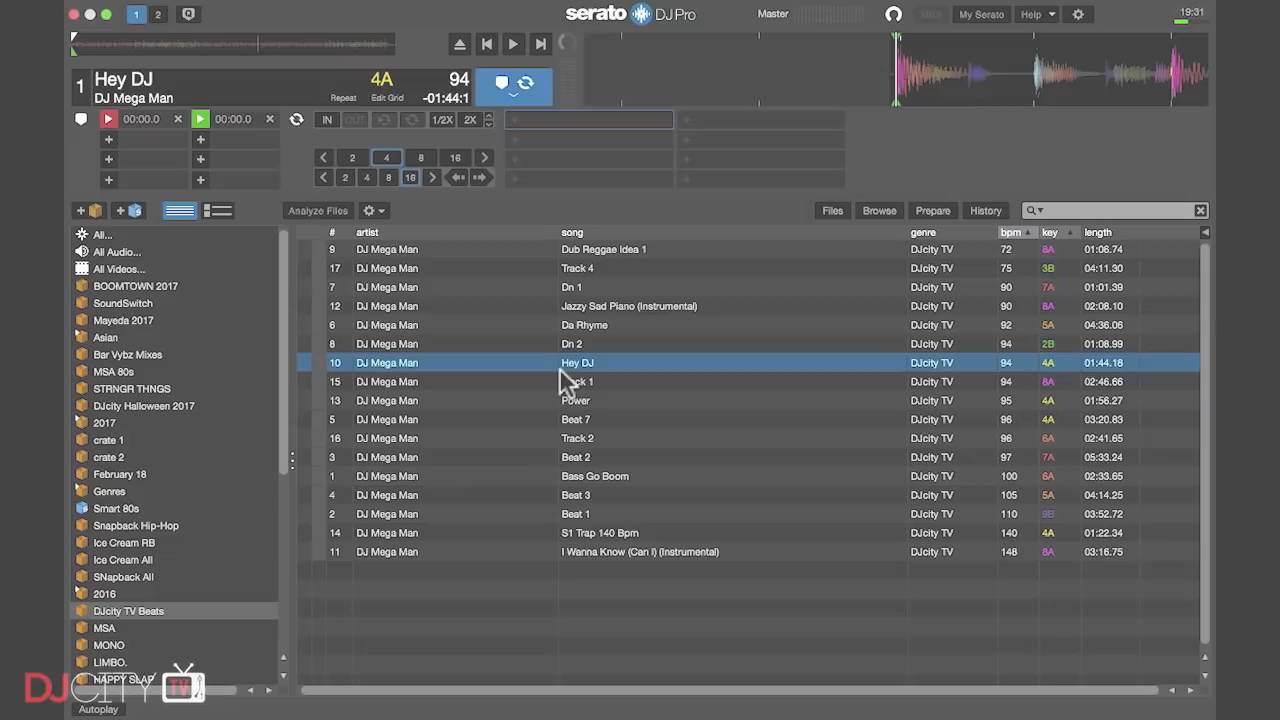 1 2 serato DJ Pro Master MIDI My Serato Help 19:31
1 Hey DJ 4A 94
DJ Mega Man Repeat Edit Grid -01:44:1
00:00.0 00:00.0 IN OUT 1/2X 2X
2 4 8 16
2 4 8 16
Analyze Files Files Browse Prepare History
# artist song genre bpm key length
All...
All Audio...
All Videos...
BOOMTOWN 2017
SoundSwitch
Mayeda 2017
Asian
Bar Vybz Mixes
MSA 80s
STRNGR THNGS
DJcity Halloween 2017
2017
crate 1
crate 2
February 18
Genres
Smart 80s
Snapback Hip-Hop
Ice Cream RB
Ice Cream All
SNapback All
2016
DJcity TV Beats
MSA
MONO
LIMBO.
HAPPY SLAP
9 DJ Mega Man Dub Reggae Idea 1 DJcity TV 72 8A 01:06.74
17 DJ Mega Man Track 4 DJcity TV 75 3B 04:11.30
7 DJ Mega Man Dn 1 DJcity TV 90 7A 01:01.39
12 DJ Mega Man Jazzy Sad Piano (Instrumental) DJcity TV 90 8A 02:08.10
6 DJ Mega Man Da Rhyme DJcity TV 92 5A 04:36.06
8 DJ Mega Man Dn 2 DJcity TV 94 2B 01:08.99
10 DJ Mega Man Hey DJ DJcity TV 94 4A 01:44.18
15 DJ Mega Man 1 DJcity TV 94 8A 02:46.66
13 DJ Mega Man Power DJcity TV 95 4A 01:56.27
5 DJ Mega Man Beat 7 DJcity TV 96 4A 03:20.83
16 DJ Mega Man Track 2 DJcity TV 96 6A 02:41.65
3 DJ Mega Man Beat 2 DJcity TV 97 7A 05:33.24
1 DJ Mega Man Bass Go Boom DJcity TV 100 6A 02:33.65
4 DJ Mega Man Beat 3 DJcity TV 105 5A 04:14.25
2 DJ Mega Man Beat 1 DJcity TV 110 9B 03:52.72
14 DJ Mega Man S1 Trap 140 Bpm DJcity TV 140 4A 01:22.34
11 DJ Mega Man I Wanna Know (Can I) (Instrumental) DJcity TV 148 8A 03:16.75
DJCITY TV
Autoplay